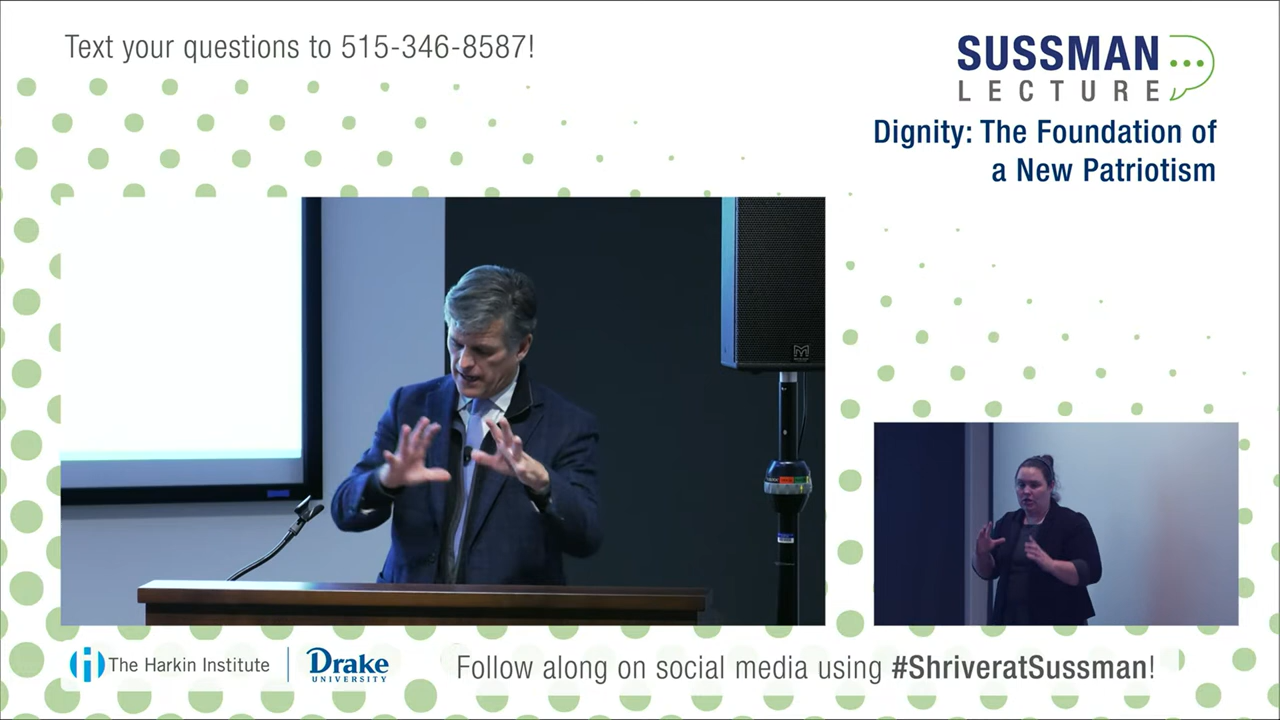 Text your questions to 515-346-8587!
SUSSMAN
LECTURE
Dignity: The Foundation of
a New Patriotism
The Harkin Institute
Drake
UNIVERSITY
Follow along on social media using #ShriveratSussman!